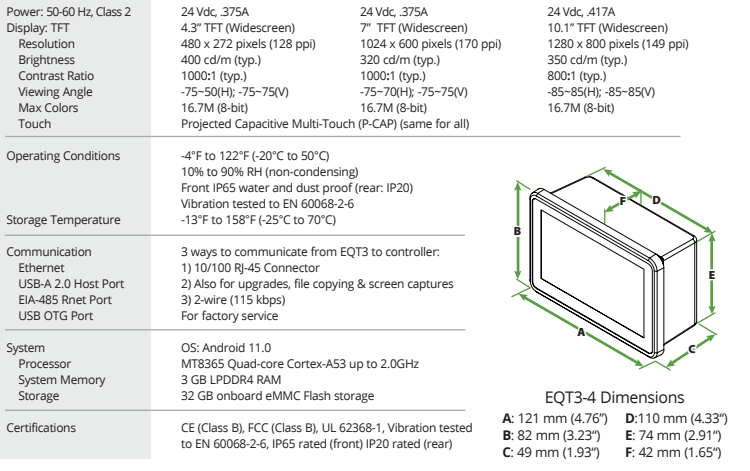 Power: 50-60 Hz, Class 2 24 Vdc, .375A 24 Vdc, .375A 24 Vdc, .417A
Display: TFT 4.3” TFT (Widescreen) 7” TFT (Widescreen) 10.1” TFT (Widescreen)
Resolution 480 x 272 pixels (128 ppi) 1024 x 600 pixels (170 ppi) 1280 x 800 pixels (149 ppi)
Brightness 400 cd/m (typ.) 320 cd/m (typ.) 350 cd/m (typ.)
Contrast Ratio 1000:1 (typ.) 1000:1 (typ.) 800:1 (typ.)
Viewing Angle -75~50(H); -75~75(V) -75~70(H); -75~75(V) -85~85(H); -85~85(V)
Max Colors 16.7M (8-bit) 16.7M (8-bit) 16.7M (8-bit)
Touch Projected Capacitive Multi-Touch (P-CAP) (same for all)
Operating Conditions -4°F to 122°F (-20°C to 50°C)
10% to 90% RH (non-condensing)
Front IP65 water and dust proof (rear: IP20)
Vibration tested to EN 60068-2-6
Storage Temperature -13°F to 158°F (-25°C to 70°C)
Communication 3 ways to communicate from EQT3 to controller:
Ethernet 1) 10/100 RJ-45 Connector
USB-A 2.0 Host Port 2) Also for upgrades, file copying & screen captures
EIA-485 Rnet Port 3) 2-wire (115 kbps)
USB OTG Port For factory service
System OS: Android 11.0
Processor MT8365 Quad-core Cortex-A53 up to 2.0GHz
System Memory 3 GB LPDDR4 RAM
Storage 32 GB onboard eMMC Flash storage
Certifications CE (Class B), FCC (Class B), UL 62368-1, Vibration tested
to EN 60068-2-6, IP65 rated (front) IP20 rated (rear)
F
D
B
E
A
C
EQT3-4 Dimensions
A: 121 mm (4.76”) D:110 mm (4.33”)
B: 82 mm (3.23”) E: 74 mm (2.91”)
C: 49 mm (1.93”) F: 42 mm (1.65”)